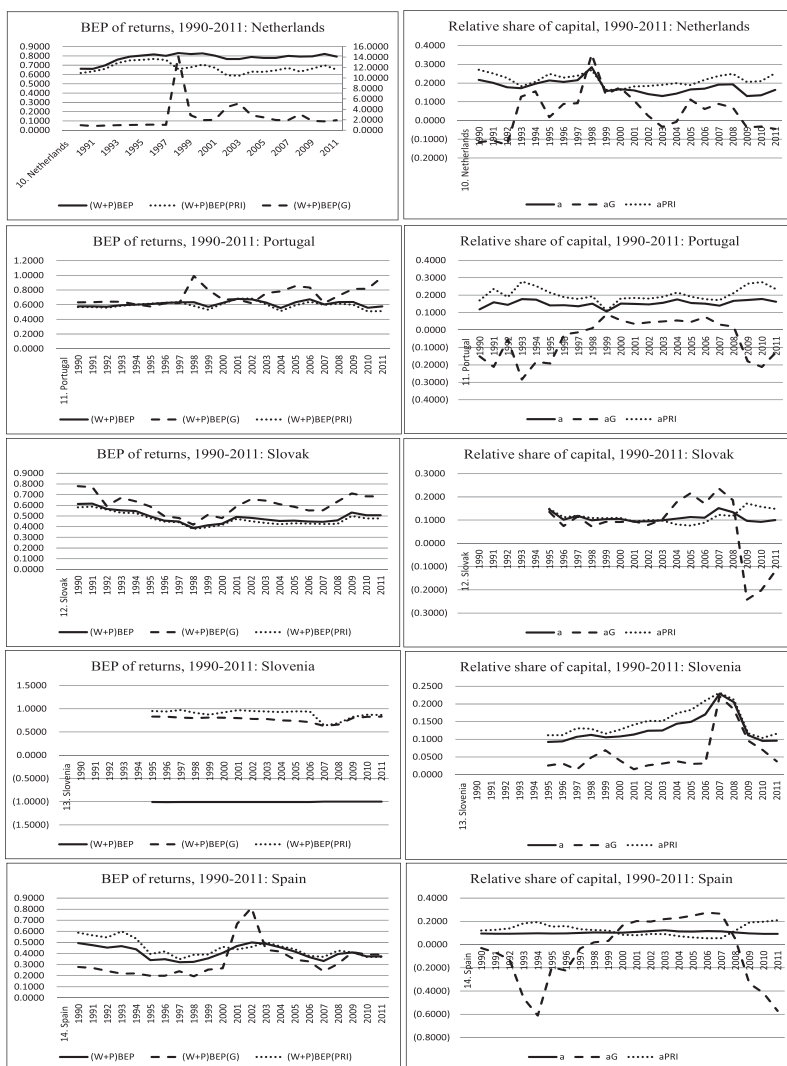 BEP of returns, 1990-2011: Netherlands
0.9000
0.8000
0.7000
0.6000
0.5000
0.4000
0.3000
0.2000
0.1000
0.0000
16.0000
14.0000
12.0000
10.0000
8.0000
6.0000
4.0000
2.0000
0.0000
10. Netherlands 1991 1993 1995 1997 1999 2001 2003 2005 2007 2009 2011
(W+P)BEP (W+P)BEP(PRI) (W+P)BEP(G)
Relative share of capital, 1990-2011: Netherlands
0.4000
0.3000
0.2000
0.1000
0.0000
(0.1000)
(0.2000)
10. Netherlands 1990 1991 1992 1993 1994 1995 1996 1997 1998 1999 2000 2001 2002 2003 2004 2005 2006 2007 2008 2009 2010 2011
a aG aPRI
BEP of returns, 1990-2011: Portugal
1.2000
1.0000
0.8000
0.6000
0.4000
0.2000
0.0000
11. Portugal 1990 1991 1992 1993 1994 1995 1996 1997 1998 1999 2000 2001 2002 2003 2004 2005 2006 2007 2008 2009 2010 2011
(W+P)BEP (W+P)BEP(G) (W+P)BEP(PRI)
Relative share of capital, 1990-2011: Portugal
0.4000
0.3000
0.2000
0.1000
0.0000
(0.1000)
(0.2000)
(0.3000)
(0.4000)
11. Portugal 1990 1991 1992 1993 1994 1995 1996 1997 1998 1999 2000 2001 2002 2003 2004 2005 2006 2007 2008 2009 2010 2011
a aG aPRI
BEP of returns, 1990-2011: Slovak
0.9000
0.8000
0.7000
0.6000
0.5000
0.4000
0.3000
0.2000
0.1000
0.0000
12. Slovak 1990 1991 1992 1993 1994 1995 1996 1997 1998 1999 2000 2001 2002 2003 2004 2005 2006 2007 2008 2009 2010 2011
(W+P)BEP (W+P)BEP(G) (W+P)BEP(PRI)
Relative share of capital, 1990-2011: Slovak
0.3000
0.2000
0.1000
0.0000
(0.1000)
(0.2000)
(0.3000)
12. Slovak 1990 1991 1992 1993 1994 1995 1996 1997 1998 1999 2000 2001 2002 2003 2004 2005 2006 2007 2008 2009 2010 2011
a aG aPRI
BEP of returns, 1990-2011: Slovenia
1.5000
1.0000
0.5000
0.0000
(0.5000)
(1.0000)
(1.5000)
13. Slovenia 1990 1991 1992 1993 1994 1995 1996 1997 1998 1999 2000 2001 2002 2003 2004 2005 2006 2007 2008 2009 2010 2011
(W+P)BEP (W+P)BEP(G) (W+P)BEP(PRI)
Relative share of capital, 1990-2011: Slovenia
0.2500
0.2000
0.1500
0.1000
0.0500
0.0000
13. Slovenia 1990 1991 1992 1993 1994 1995 1996 1997 1998 1999 2000 2001 2002 2003 2004 2005 2006 2007 2008 2009 2010 2011
a aG aPRI
BEP of returns, 1990-2011: Spain
0.9000
0.8000
0.7000
0.6000
0.5000
0.4000
0.3000
0.2000
0.1000
0.0000
14. Spain 1990 1991 1992 1993 1994 1995 1996 1997 1998 1999 2000 2001 2002 2003 2004 2005 2006 2007 2008 2009 2010 2011
(W+P)BEP (W+P)BEP(G) (W+P)BEP(PRI)
Relative share of capital, 1990-2011: Spain
0.4000
0.2000
0.0000
(0.2000)
(0.4000)
(0.6000)
(0.8000)
14. Spain 1990 1991 1992 1993 1994 1995 1996 1997 1998 1999 2000 2001 2002 2003 2004 2005 2006 2007 2008 2009 2010 2011
a aG aPRI